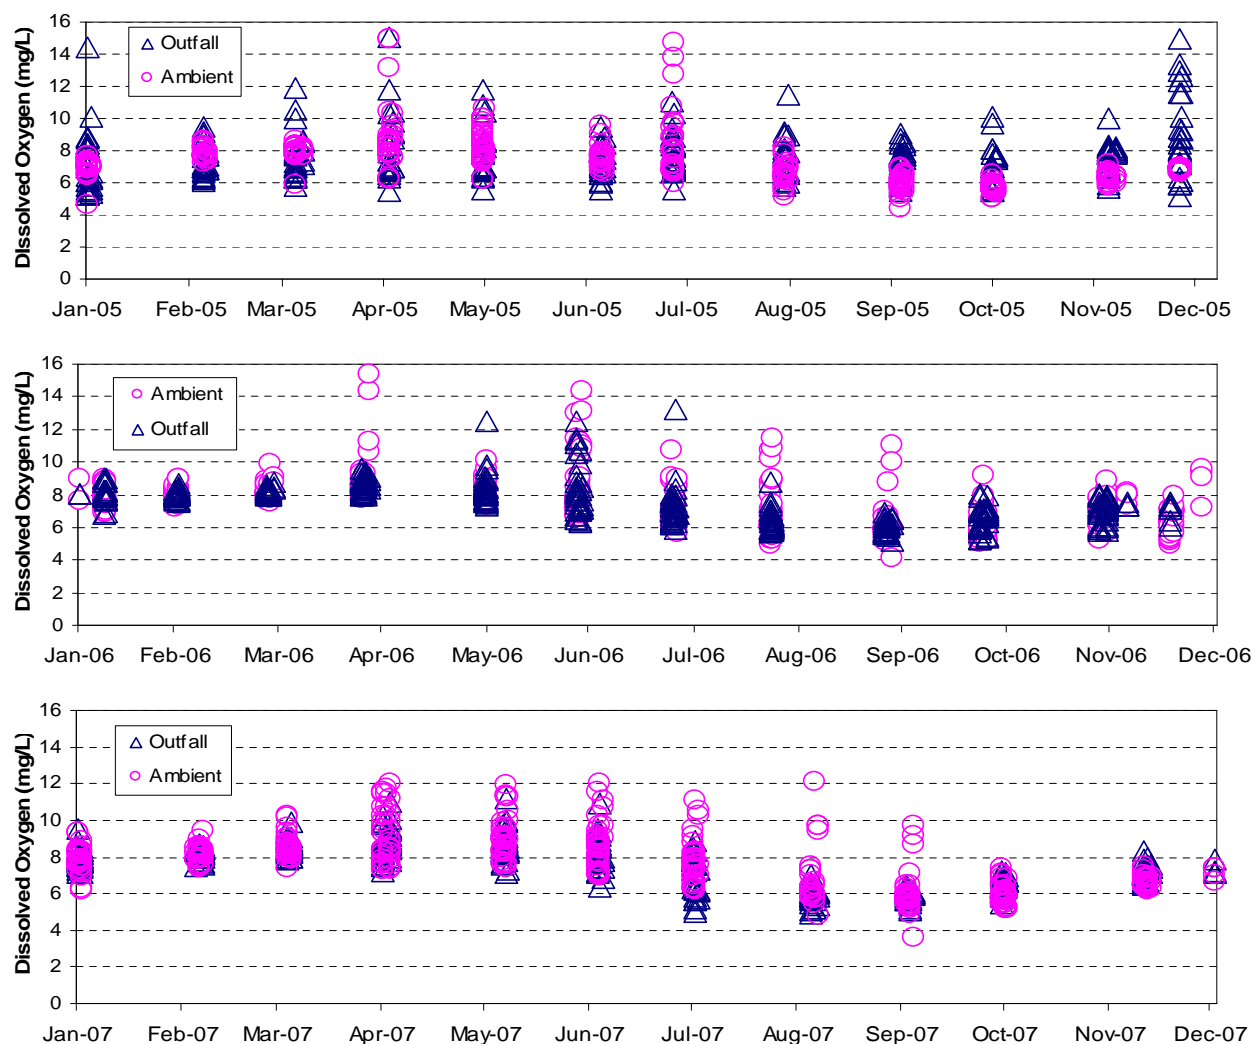 16
14
12
10
8
6
4
2
0
Dissolved Oxygen (mg/L)
Outfall
Ambient
Jan-05 Feb-05 Mar-05 Apr-05 May-05 Jun-05 Jul-05 Aug-05 Sep-05 Oct-05 Nov-05 Dec-05
16
14
12
10
8
6
4
2
0
Dissolved Oxygen (mg/L)
Ambient
Outfall
Jan-06 Feb-06 Mar-06 Apr-06 May-06 Jun-06 Jul-06 Aug-06 Sep-06 Oct-06 Nov-06 Dec-06
16
14
12
10
8
6
4
2
0
Dissolved Oxygen (mg/L)
Outfall
Ambient
Jan-07 Feb-07 Mar-07 Apr-07 May-07 Jun-07 Jul-07 Aug-07 Sep-07 Oct-07 Nov-07 Dec-07